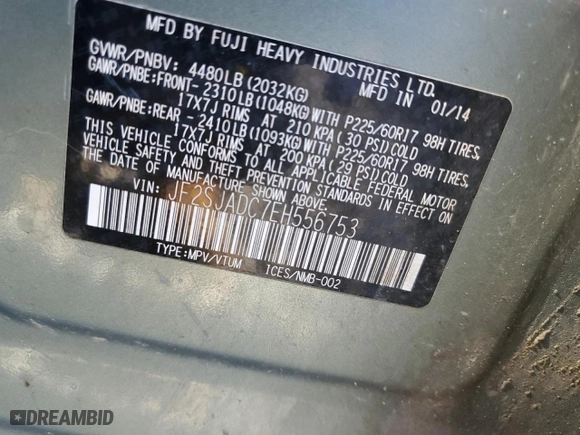 MFD BY FUJI HEAVY INDUSTRIES LTD.
GVWR/PNBV: 4480LB(2032KG) MFD IN 01/14
GAWR/PNBE:FRONT-2310LB(1048KG)WITH P225/60R17 98H TIRES,
17X7J RIMS AT 210 KPA(30 PSI)COLD
GAWR/PNBE:REAR -2410LB(1093KG)WITH P225/60R17 98H TIRES,
17X7J RIMS AT 200 KPA(29 PSI)COLD
THIS VEHICLE CONFORMS TO ALL APPLICABLE FEDERAL MOTOR
VEHICLE SAFETY AND THEFT PREVENTION STANDARDS IN EFFECT ON
THE DATE OF MANUFACTURE SHOWN ABOVE.
VIN: JF2SJADC7EH556753
TYPE:MPV/VTUM ICES/NMB-002
DREAMBID